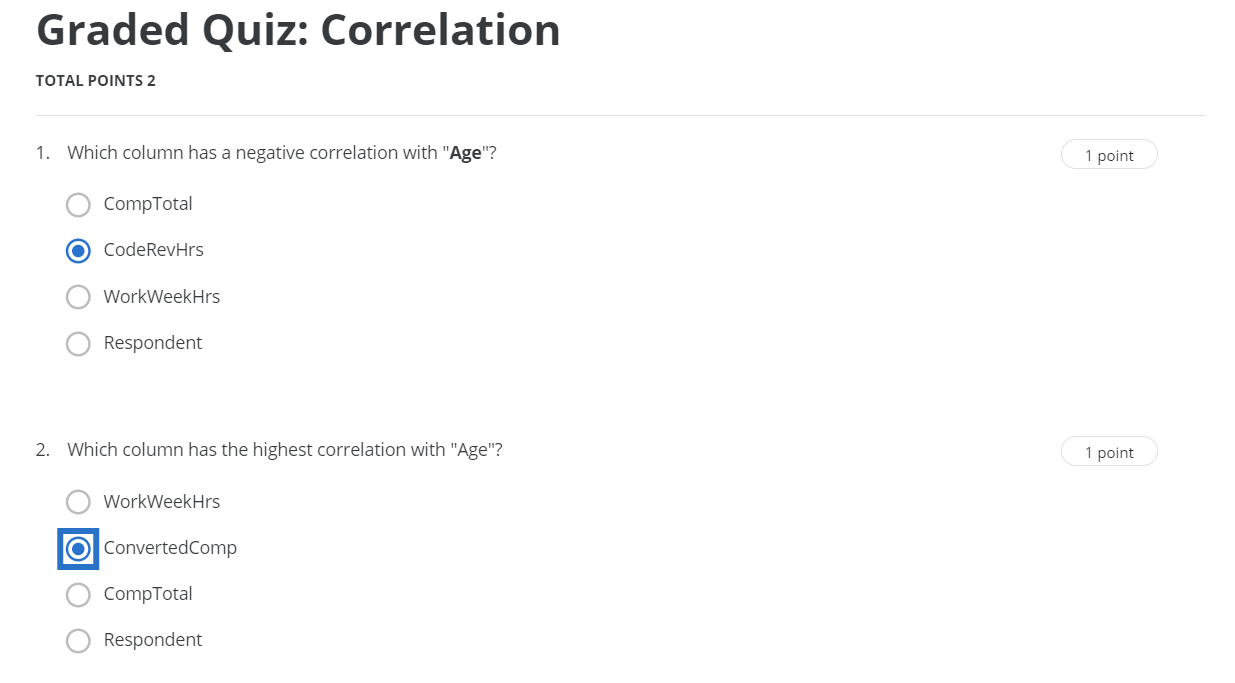 Graded Quiz: Correlation
TOTAL POINTS 2
1. Which column has a negative correlation with "Age"?
1 point
CompTotal
CodeRevHrs
WorkWeekHrs
Respondent
2. Which column has the highest correlation with "Age"?
1 point
WorkWeekHrs
ConvertedComp
CompTotal
Respondent